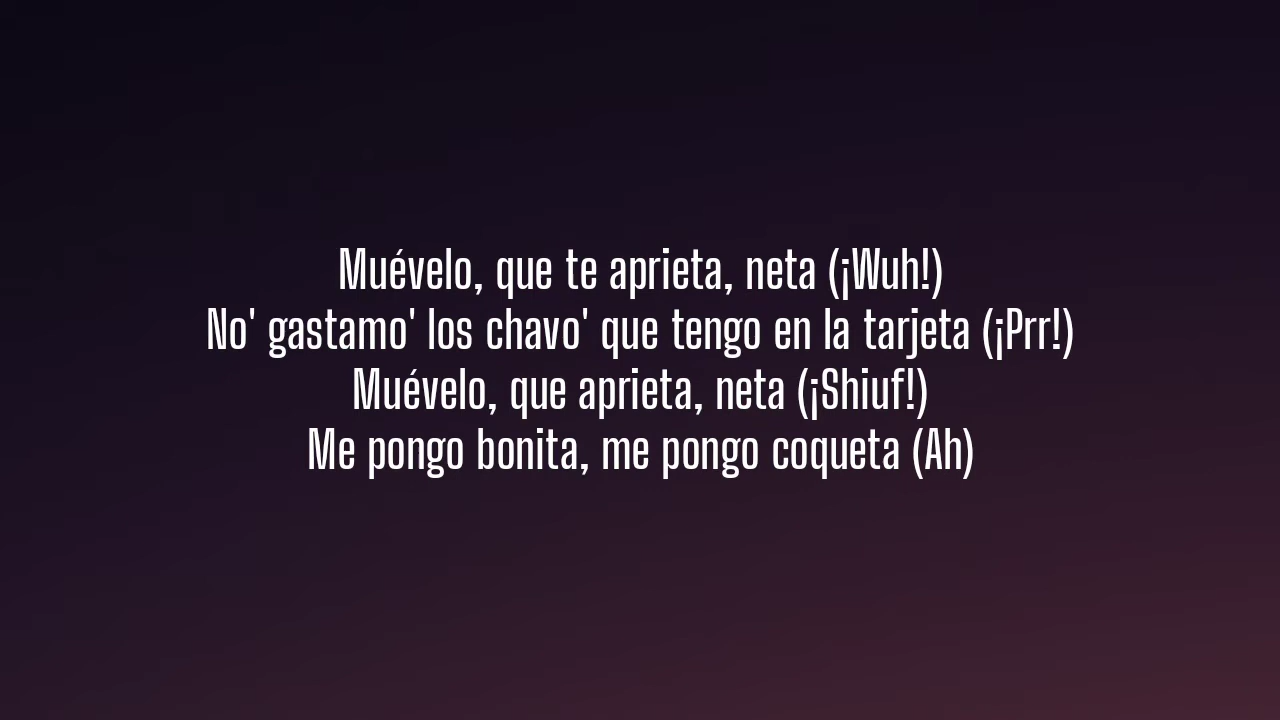 Muévelo, que te aprieta, neta (¡Wuh!)
No' gastamo' los chavo' que tengo en la tarjeta (¡Prr!)
Muévelo, que aprieta, neta (¡Shiuf!)
Me pongo bonita, me pongo coqueta (Ah)